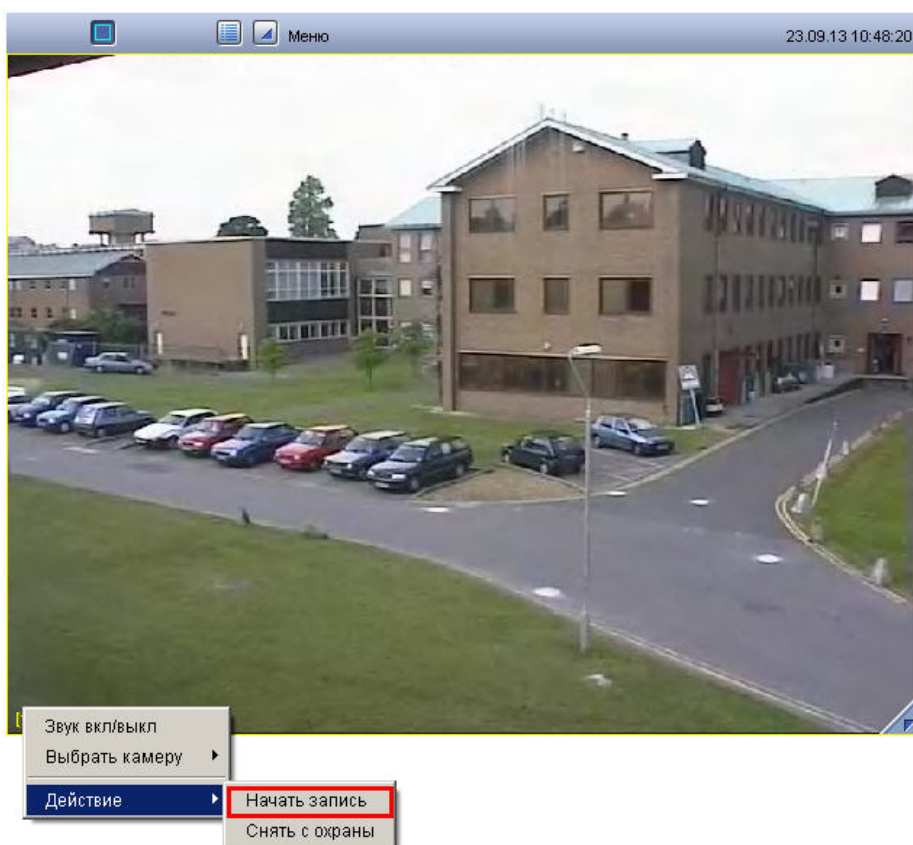 Меню
23.09.13 10:48:20
Звук вкл/выкл
Выбрать камеру
Действие
Начать запись
Снять с охраны